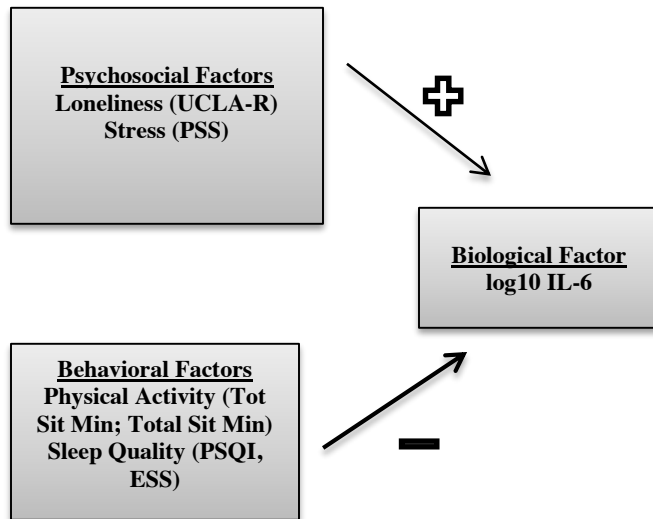 Psychosocial Factors
Loneliness (UCLA-R)
Stress (PSS)
Biological Factor
log10 IL-6
Behavioral Factors
Physical Activity (Tot
Sit Min; Total Sit Min)
Sleep Quality (PSQI,
ESS)